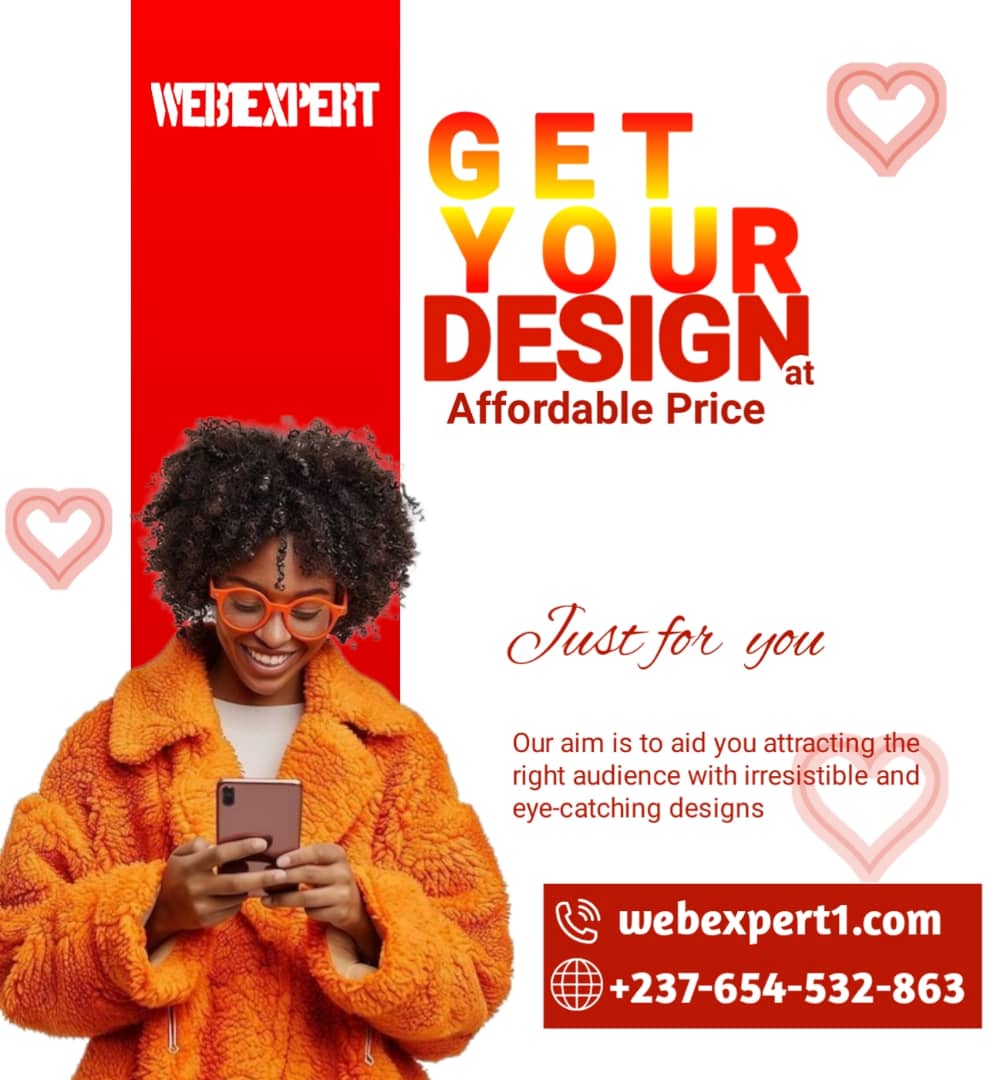 WEBEXPERT
GET
YOUR
DESIGN
at
Affordable Price
Just for you
Our aim is to aid you attracting the
right audience with irresistible and
eye-catching designs
webexpert1.com
+237-654-532-863